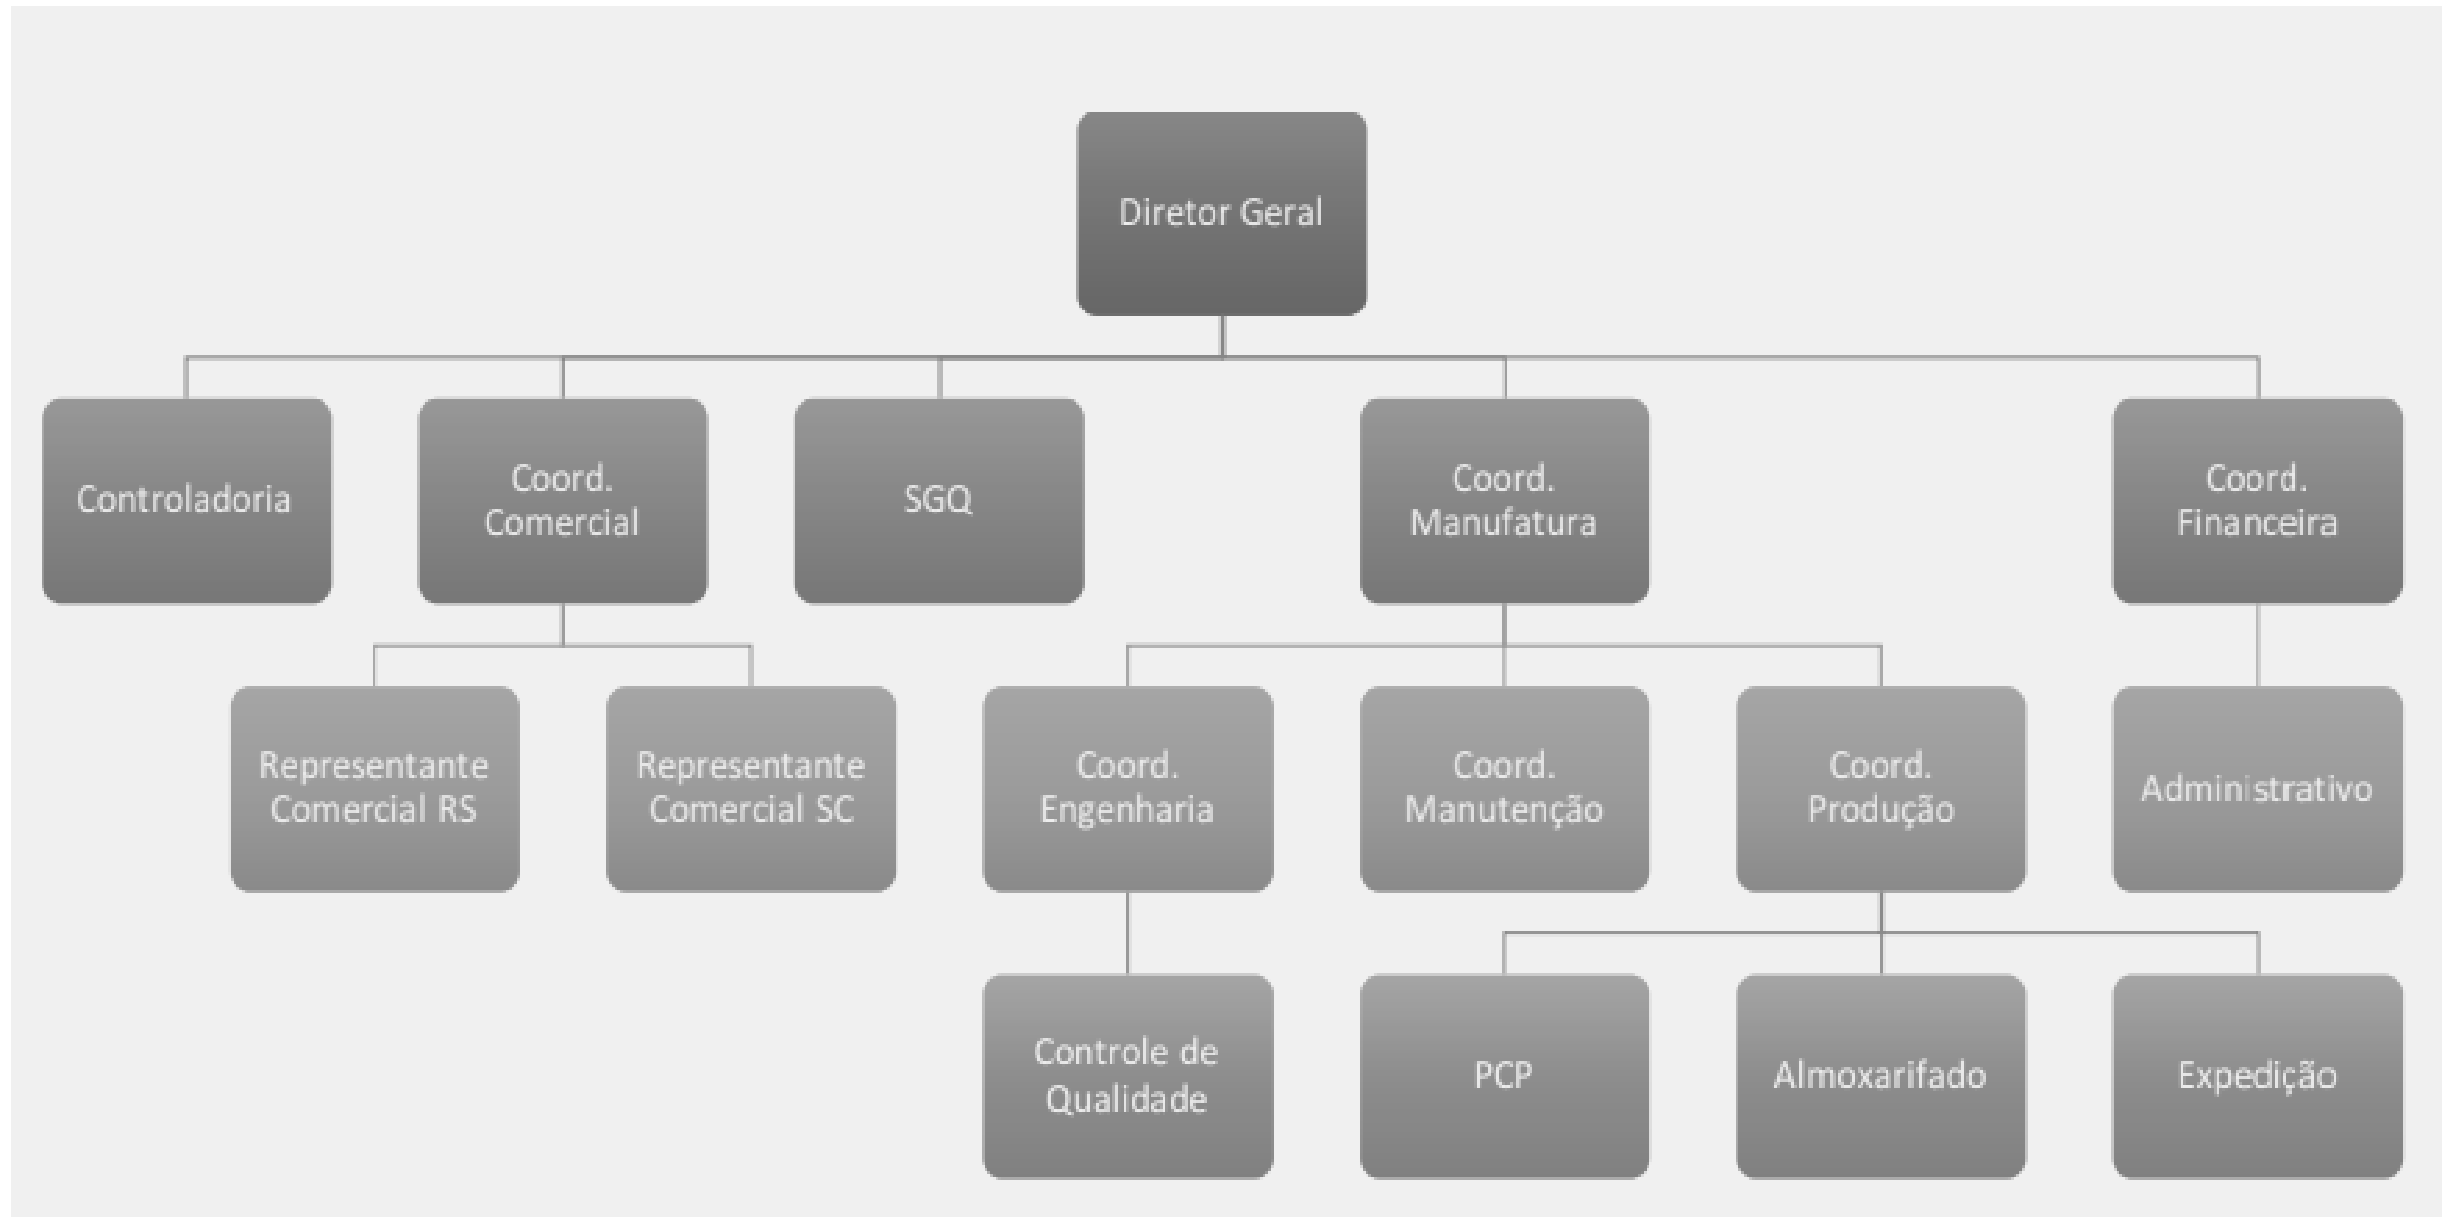 Diretor Geral
Controladoria
Coord.
Comercial
SGQ
Coord.
Manufatura
Coord.
Financeira
Representante
Comercial RS
Representante
Comercial SC
Coord.
Engenharia
Coord.
Manutenção
Coord.
Produção
Administrativo
Controle de
Qualidade
PCP
Almoxarifado
Expedição